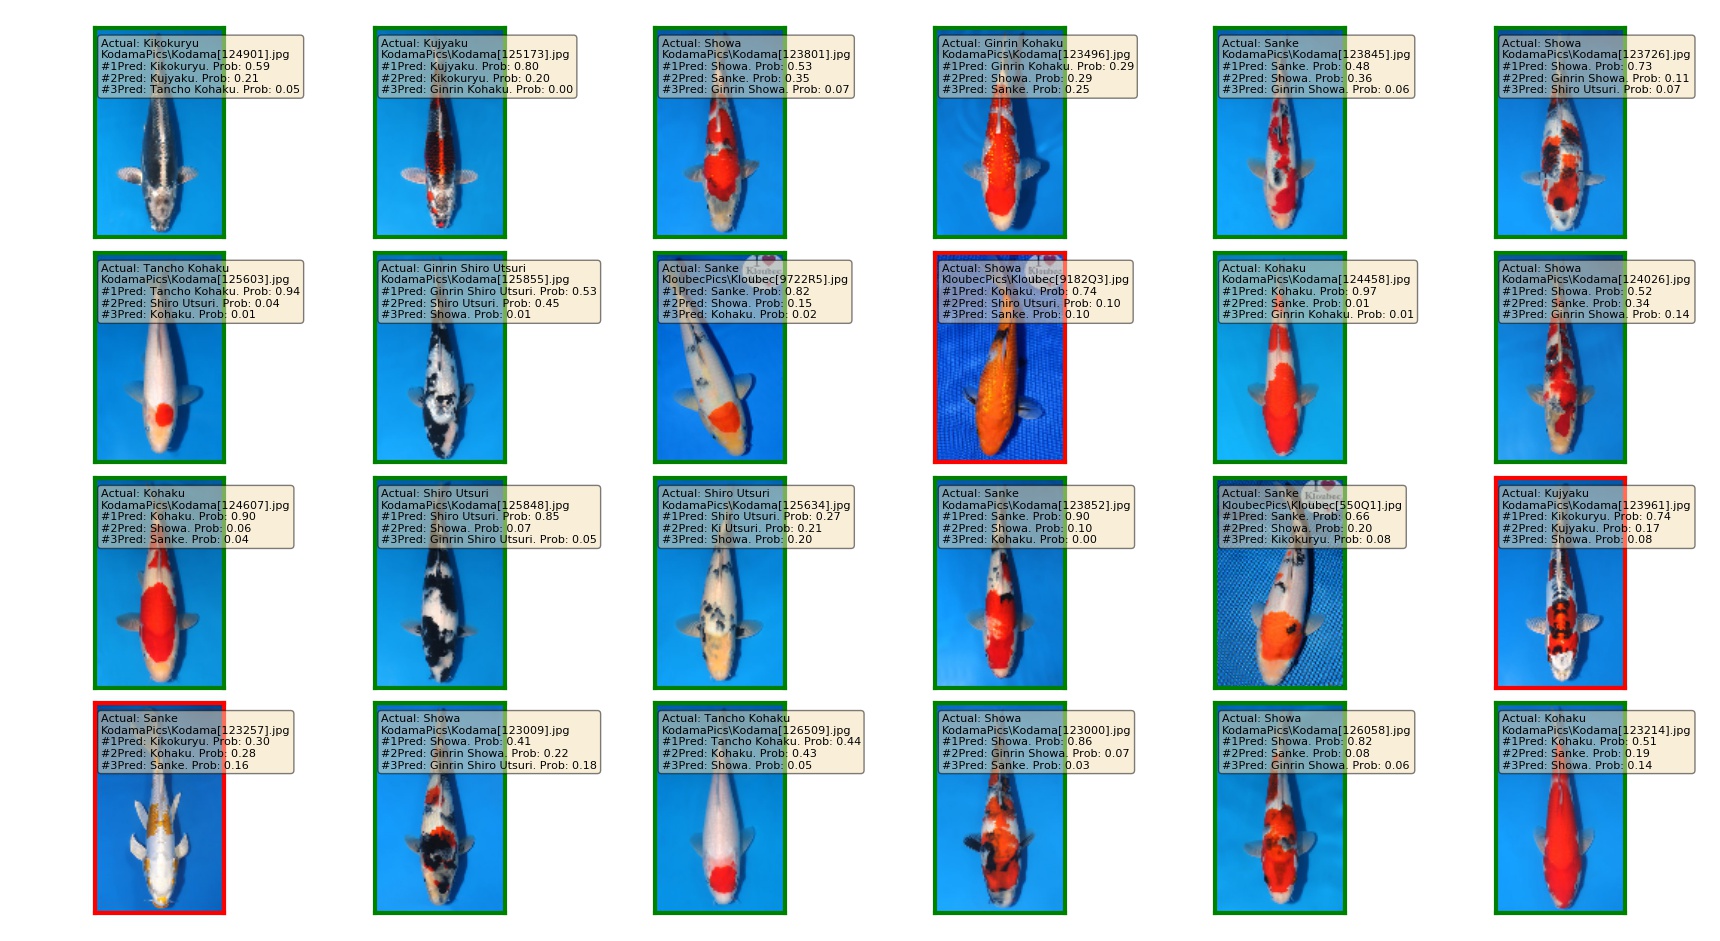 Actual: Kikokuryu
KodamaPics\Kodama[124901].jpg
#1Pred: Kikokuryu. Prob: 0.59
#2Pred: Kujyaku. Prob: 0.21
#3Pred: Tancho Kohaku. Prob: 0.05
Actual: Kujyaku
KodamaPics\Kodama[125173].jpg
#1Pred: Kujyaku. Prob: 0.80
#2Pred: Kikokuryu. Prob: 0.20
#3Pred: Ginrin Kohaku. Prob: 0.00
Actual: Showa
KodamaPics\Kodama[123801].jpg
#1Pred: Showa. Prob: 0.53
#2Pred: Sanke. Prob: 0.35
#3Pred: Ginrin Showa. Prob: 0.07
Actual: Ginrin Kohaku
KodamaPics\Kodama[123496].jpg
#1Pred: Ginrin Kohaku. Prob: 0.29
#2Pred: Showa. Prob: 0.29
#3Pred: Sanke. Prob: 0.25
Actual: Sanke
KodamaPics\Kodama[123845].jpg
#1Pred: Sanke. Prob: 0.48
#2Pred: Showa. Prob: 0.36
#3Pred: Ginrin Showa. Prob: 0.06
Actual: Showa
KodamaPics\Kodama[123726].jpg
#1Pred: Showa. Prob: 0.73
#2Pred: Ginrin Showa. Prob: 0.11
#3Pred: Shiro Utsuri. Prob: 0.07
Actual: Tancho Kohaku
KodamaPics\Kodama[125603].jpg
#1Pred: Tancho Kohaku. Prob: 0.94
#2Pred: Shiro Utsuri. Prob: 0.04
#3Pred: Kohaku. Prob: 0.01
Actual: Ginrin Shiro Utsuri
KodamaPics\Kodama[125855].jpg
#1Pred: Ginrin Shiro Utsuri. Prob: 0.53
#2Pred: Shiro Utsuri. Prob: 0.45
#3Pred: Showa. Prob: 0.01
Actual: Sanke
KloubecPics\Kloubec[9722R5].jpg
#1Pred: Sanke. Prob: 0.82
#2Pred: Showa. Prob: 0.15
#3Pred: Kohaku. Prob: 0.02
Actual: Showa
KloubecPics\Kloubec[9182Q3].jpg
#1Pred: Kohaku. Prob: 0.74
#2Pred: Shiro Utsuri. Prob: 0.10
#3Pred: Sanke. Prob: 0.10
Actual: Kohaku
KodamaPics\Kodama[124458].jpg
#1Pred: Kohaku. Prob: 0.97
#2Pred: Sanke. Prob: 0.01
#3Pred: Ginrin Kohaku. Prob: 0.01
Actual: Showa
KodamaPics\Kodama[124026].jpg
#1Pred: Showa. Prob: 0.52
#2Pred: Sanke. Prob: 0.34
#3Pred: Ginrin Showa. Prob: 0.14
Actual: Kohaku
KodamaPics\Kodama[124607].jpg
#1Pred: Kohaku. Prob: 0.90
#2Pred: Showa. Prob: 0.06
#3Pred: Sanke. Prob: 0.04
Actual: Shiro Utsuri
KodamaPics\Kodama[125848].jpg
#1Pred: Shiro Utsuri. Prob: 0.85
#2Pred: Showa. Prob: 0.07
#3Pred: Ginrin Shiro Utsuri. Prob: 0.05
Actual: Shiro Utsuri
KodamaPics\Kodama[125634].jpg
#1Pred: Shiro Utsuri. Prob: 0.27
#2Pred: Ki Utsuri. Prob: 0.21
#3Pred: Showa. Prob: 0.20
Actual: Sanke
KodamaPics\Kodama[123852].jpg
#1Pred: Sanke. Prob: 0.90
#2Pred: Showa. Prob: 0.10
#3Pred: Kohaku. Prob: 0.00
Actual: Sanke
KloubecPics\Kloubec[550Q1].jpg
#1Pred: Sanke. Prob: 0.66
#2Pred: Showa. Prob: 0.20
#3Pred: Kikokuryu. Prob: 0.08
Actual: Kujyaku
KodamaPics\Kodama[123961].jpg
#1Pred: Kikokuryu. Prob: 0.74
#2Pred: Kujyaku. Prob: 0.17
#3Pred: Showa. Prob: 0.08
Actual: Sanke
KodamaPics\Kodama[123257].jpg
#1Pred: Kikokuryu. Prob: 0.30
#2Pred: Kohaku. Prob: 0.28
#3Pred: Sanke. Prob: 0.16
Actual: Showa
KodamaPics\Kodama[123009].jpg
#1Pred: Showa. Prob: 0.41
#2Pred: Ginrin Showa. Prob: 0.22
#3Pred: Ginrin Shiro Utsuri. Prob: 0.18
Actual: Tancho Kohaku
KodamaPics\Kodama[126509].jpg
#1Pred: Tancho Kohaku. Prob: 0.44
#2Pred: Kohaku. Prob: 0.43
#3Pred: Showa. Prob: 0.05
Actual: Showa
KodamaPics\Kodama[123000].jpg
#1Pred: Showa. Prob: 0.86
#2Pred: Ginrin Showa. Prob: 0.07
#3Pred: Sanke. Prob: 0.03
Actual: Showa
KodamaPics\Kodama[126058].jpg
#1Pred: Showa. Prob: 0.82
#2Pred: Sanke. Prob: 0.08
#3Pred: Ginrin Showa. Prob: 0.06
Actual: Kohaku
KodamaPics\Kodama[123214].jpg
#1Pred: Kohaku. Prob: 0.51
#2Pred: Sanke. Prob: 0.19
#3Pred: Showa. Prob: 0.14